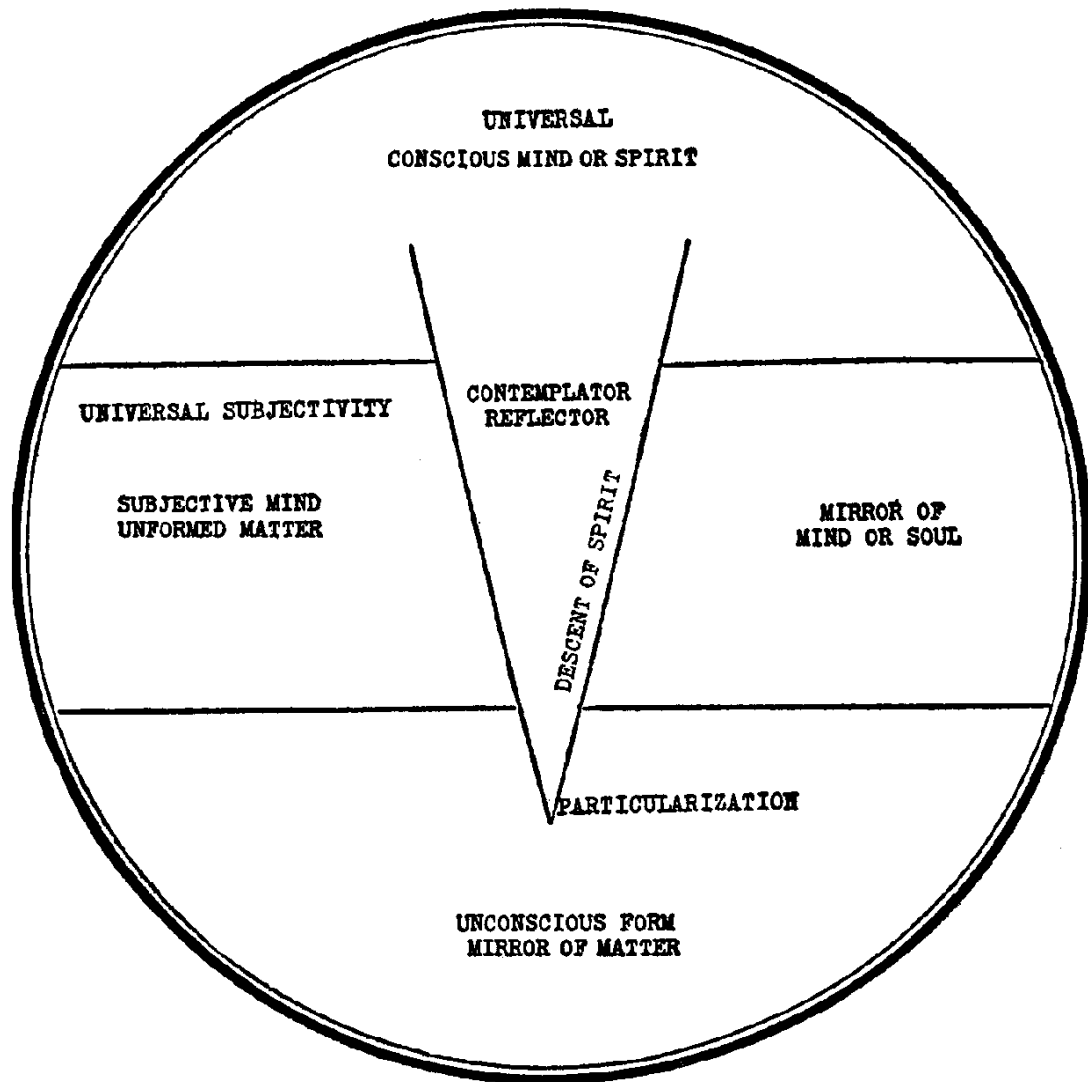 UNIVERSAL
CONSCIOUS MIND OR SPIRIT
CONTEMPLATOR
REFLECTOR
UNIVERSAL SUBJECTIVITY
SUBJECTIVE MIND
UNFORMED MATTER
DESCENT OF SPIRIT
MIRROR OF
MIND OR SOUL
PARTICULARIZATION
UNCONSCIOUS FORM
MIRROR OF MATTER